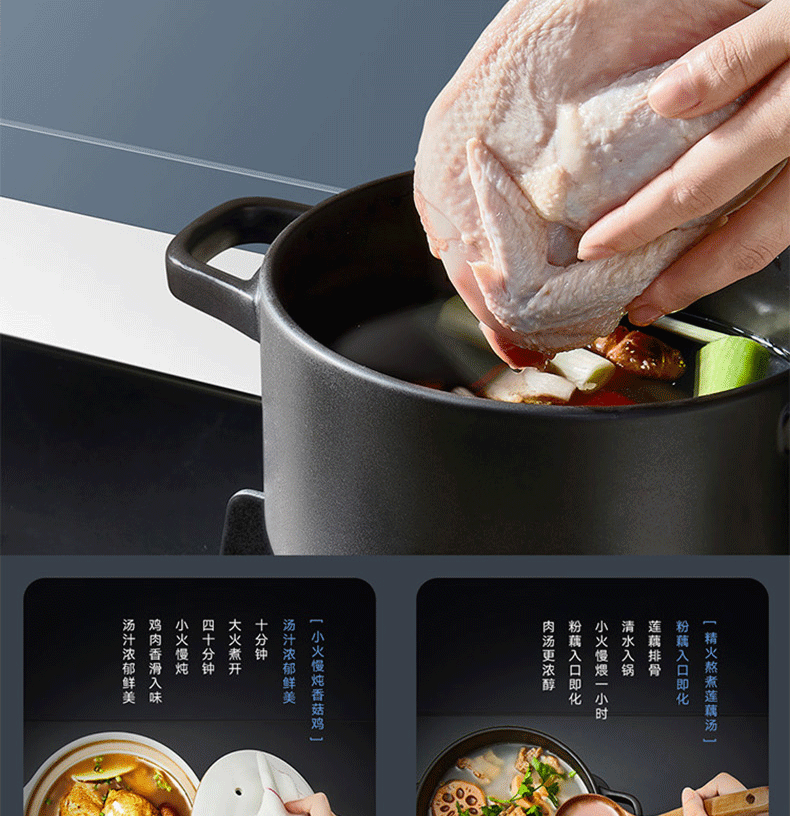 [小火慢炖香菇鸡]
汤汁浓郁鲜美
十分钟
大火煮开
四十分钟
小火慢炖
鸡肉香滑入味
汤汁浓郁鲜美
[精火熬煮莲藕汤]
粉藕入口即化
莲藕排骨
清水入锅
小火慢煨一小时
粉藕入口即化
肉汤更浓醇